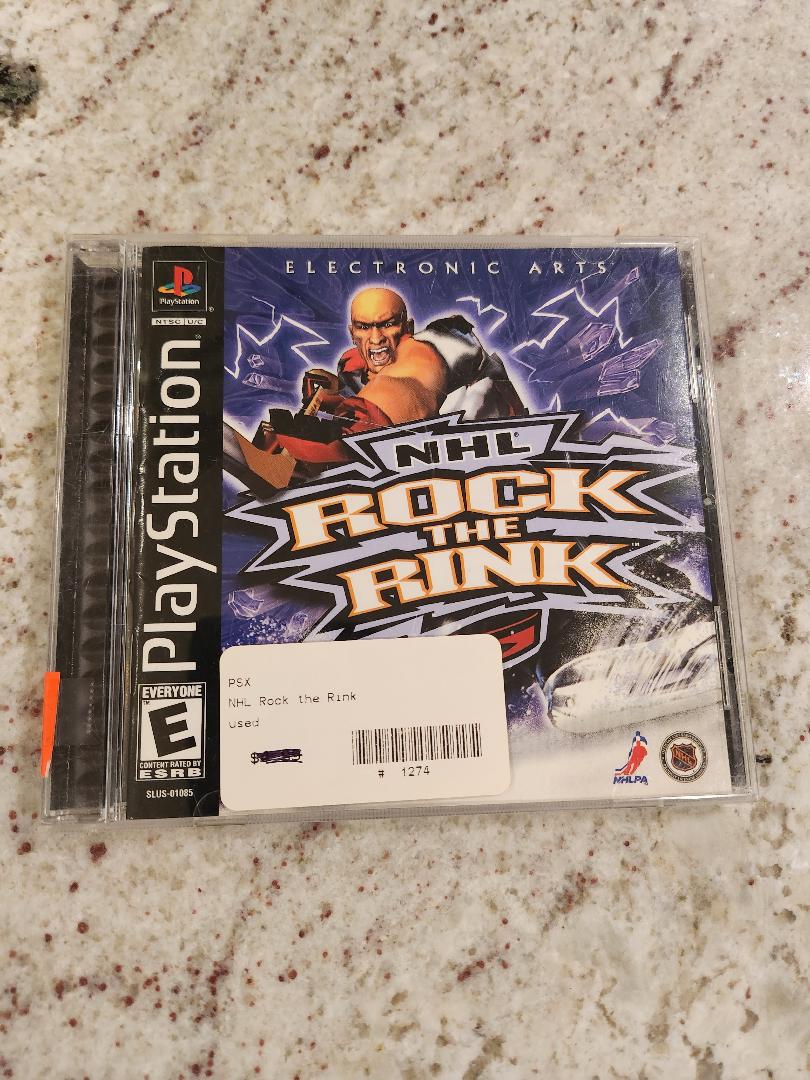 ELECTRONIC ARTS
PlayStation
NTSC U/C
PlayStation
NHL
ROCK
THE
RINK
PSX
NHL Rock the Rink
used
# 1274
EVERYONE
E
CONTENT RATED BY
ESRB
SLUS-01085
NHLPA
NHL